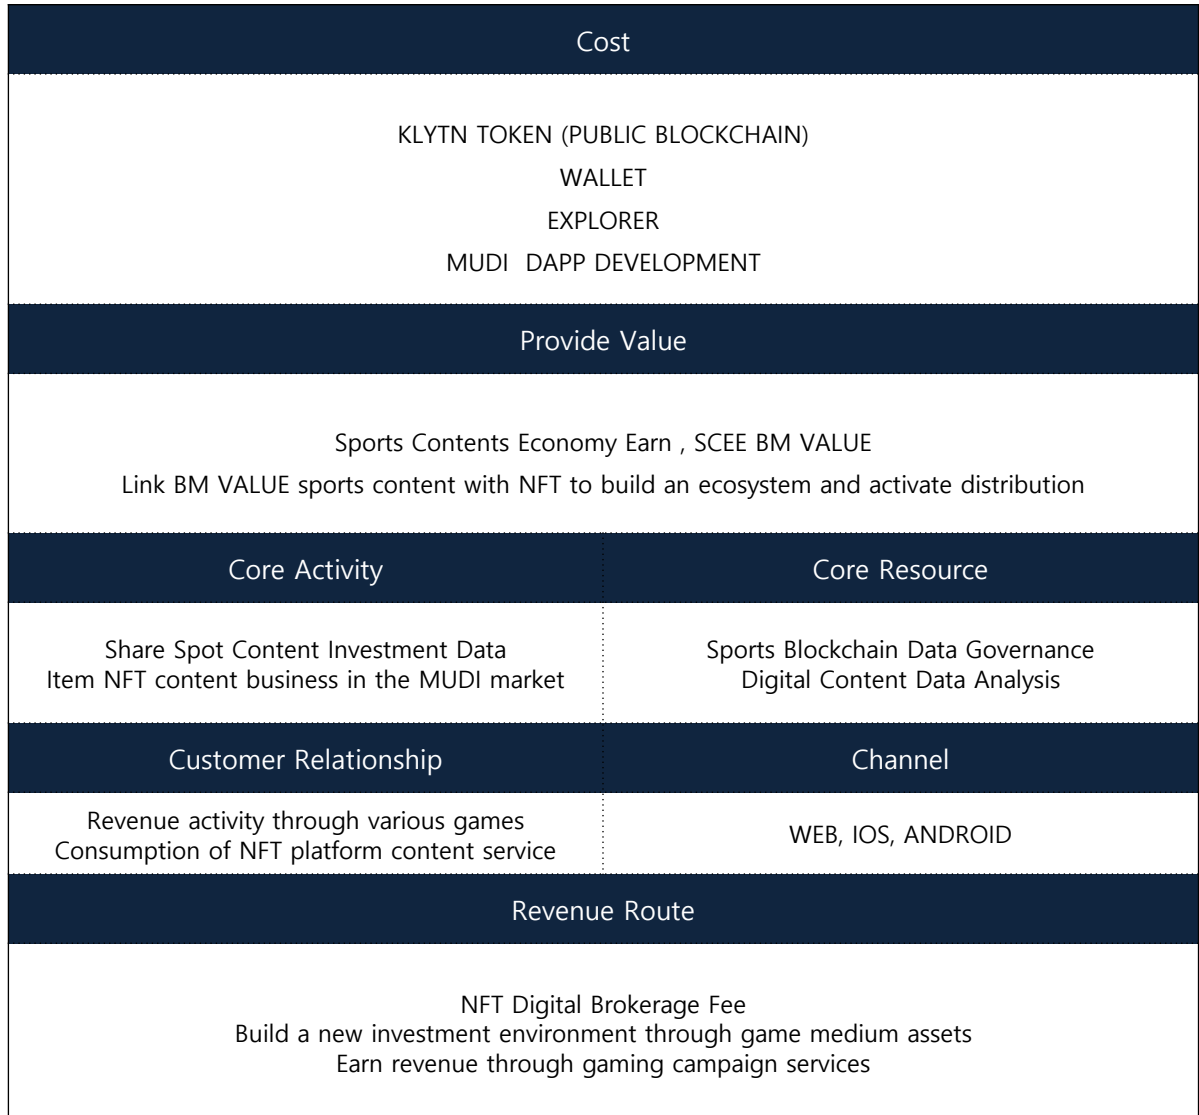 Cost
KLYTN TOKEN (PUBLIC BLOCKCHAIN)
WALLET
EXPLORER
MUDI  DAPP DEVELOPMENT
Provide Value
Sports Contents Economy Earn , SCEE BM VALUE
Link BM VALUE sports content with NFT to build an ecosystem and activate distribution
Core Activity
Core Resource
Share Spot Content Investment Data
Item NFT content business in the MUDI market
Sports Blockchain Data Governance
Digital Content Data Analysis
Customer Relationship
Channel
Revenue activity through various games
Consumption of NFT platform content service
WEB, IOS, ANDROID
Revenue Route
NFT Digital Brokerage Fee
Build a new investment environment through game medium assets
Earn revenue through gaming campaign services